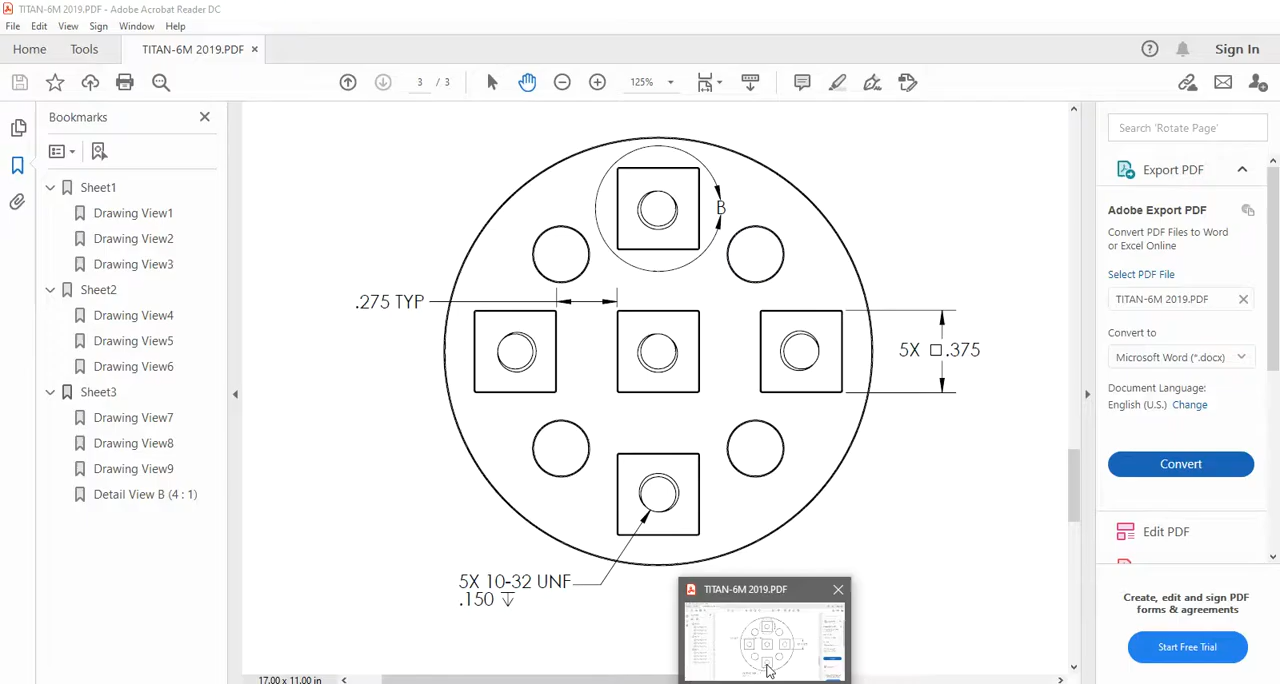 TITAN-6M 2019.PDF - Adobe Acrobat Reader DC
File Edit View Sign Window Help
Home Tools TITAN-6M 2019.PDF × Sign In
3 / 3 125%
Bookmarks
Sheet1
Drawing View1
Drawing View2
Drawing View3
Sheet2
Drawing View4
Drawing View5
Drawing View6
Sheet3
Drawing View7
Drawing View8
Drawing View9
Detail View B (4 : 1)
B
.275 TYP
5X □.375
5X 10-32 UNF
.150 ↧
17.00 x 11.00 in
TITAN-6M 2019.PDF
Search 'Rotate Page'
Export PDF
Adobe Export PDF
Convert PDF Files to Word
or Excel Online
Select PDF File
TITAN-6M 2019.PDF ×
Convert to
Microsoft Word (*.docx)
Document Language:
English (U.S.) Change
Convert
Edit PDF
Create, edit and sign PDF
forms & agreements
Start Free Trial